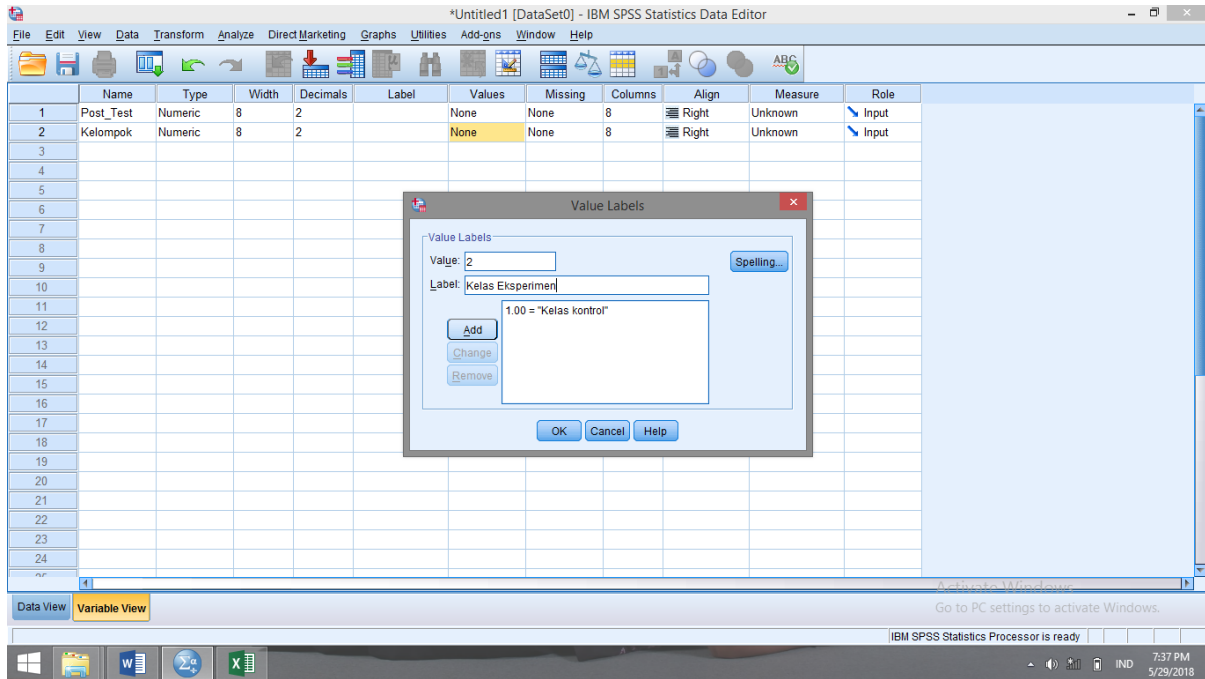 *Untitled1 [DataSet0] - IBM SPSS Statistics Data Editor
File Edit View Data Transform Analyze Direct Marketing Graphs Utilities Add-ons Window Help
Name Type Width Decimals Label Values Missing Columns Align Measure Role
1 Post_Test Numeric 8 2 None None 8 Right Unknown Input
2 Kelompok Numeric 8 2 None None 8 Right Unknown Input
3
4
5
6
7
8
9
10
11
12
13
14
15
16
17
18
19
20
21
22
23
24
Value Labels
Value Labels
Value: 2
Spelling...
Label: Kelas Eksperimen
1.00 = "Kelas kontrol"
Add
Change
Remove
OK Cancel Help
Activate Windows
Go to PC settings to activate Windows.
Data View Variable View
IBM SPSS Statistics Processor is ready
IND
7:37 PM
5/29/2018